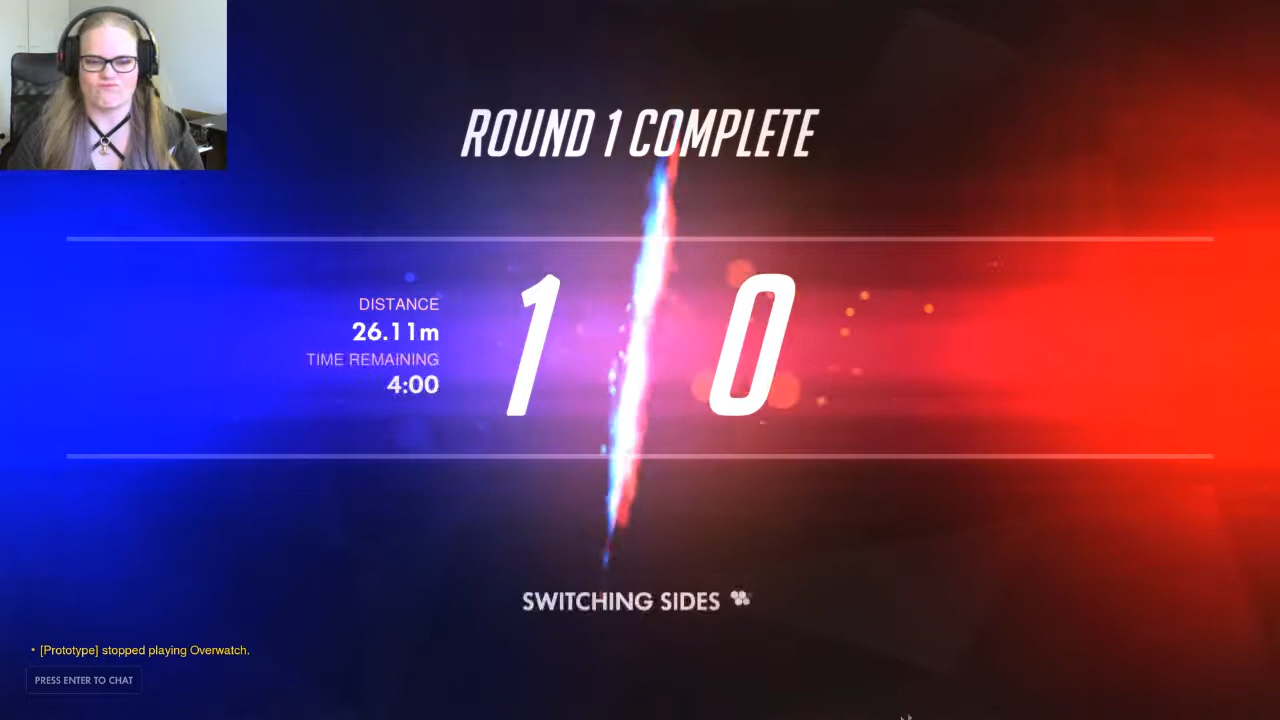 ROUND 1 COMPLETE
DISTANCE
26.11m
TIME REMAINING
4:00
1 0
SWITCHING SIDES
• [Prototype] stopped playing Overwatch.
PRESS ENTER TO CHAT